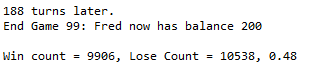 188 turns later.
End Game 99: Fred now has balance 200
Win count = 9906, Lose Count = 10538, 0.48